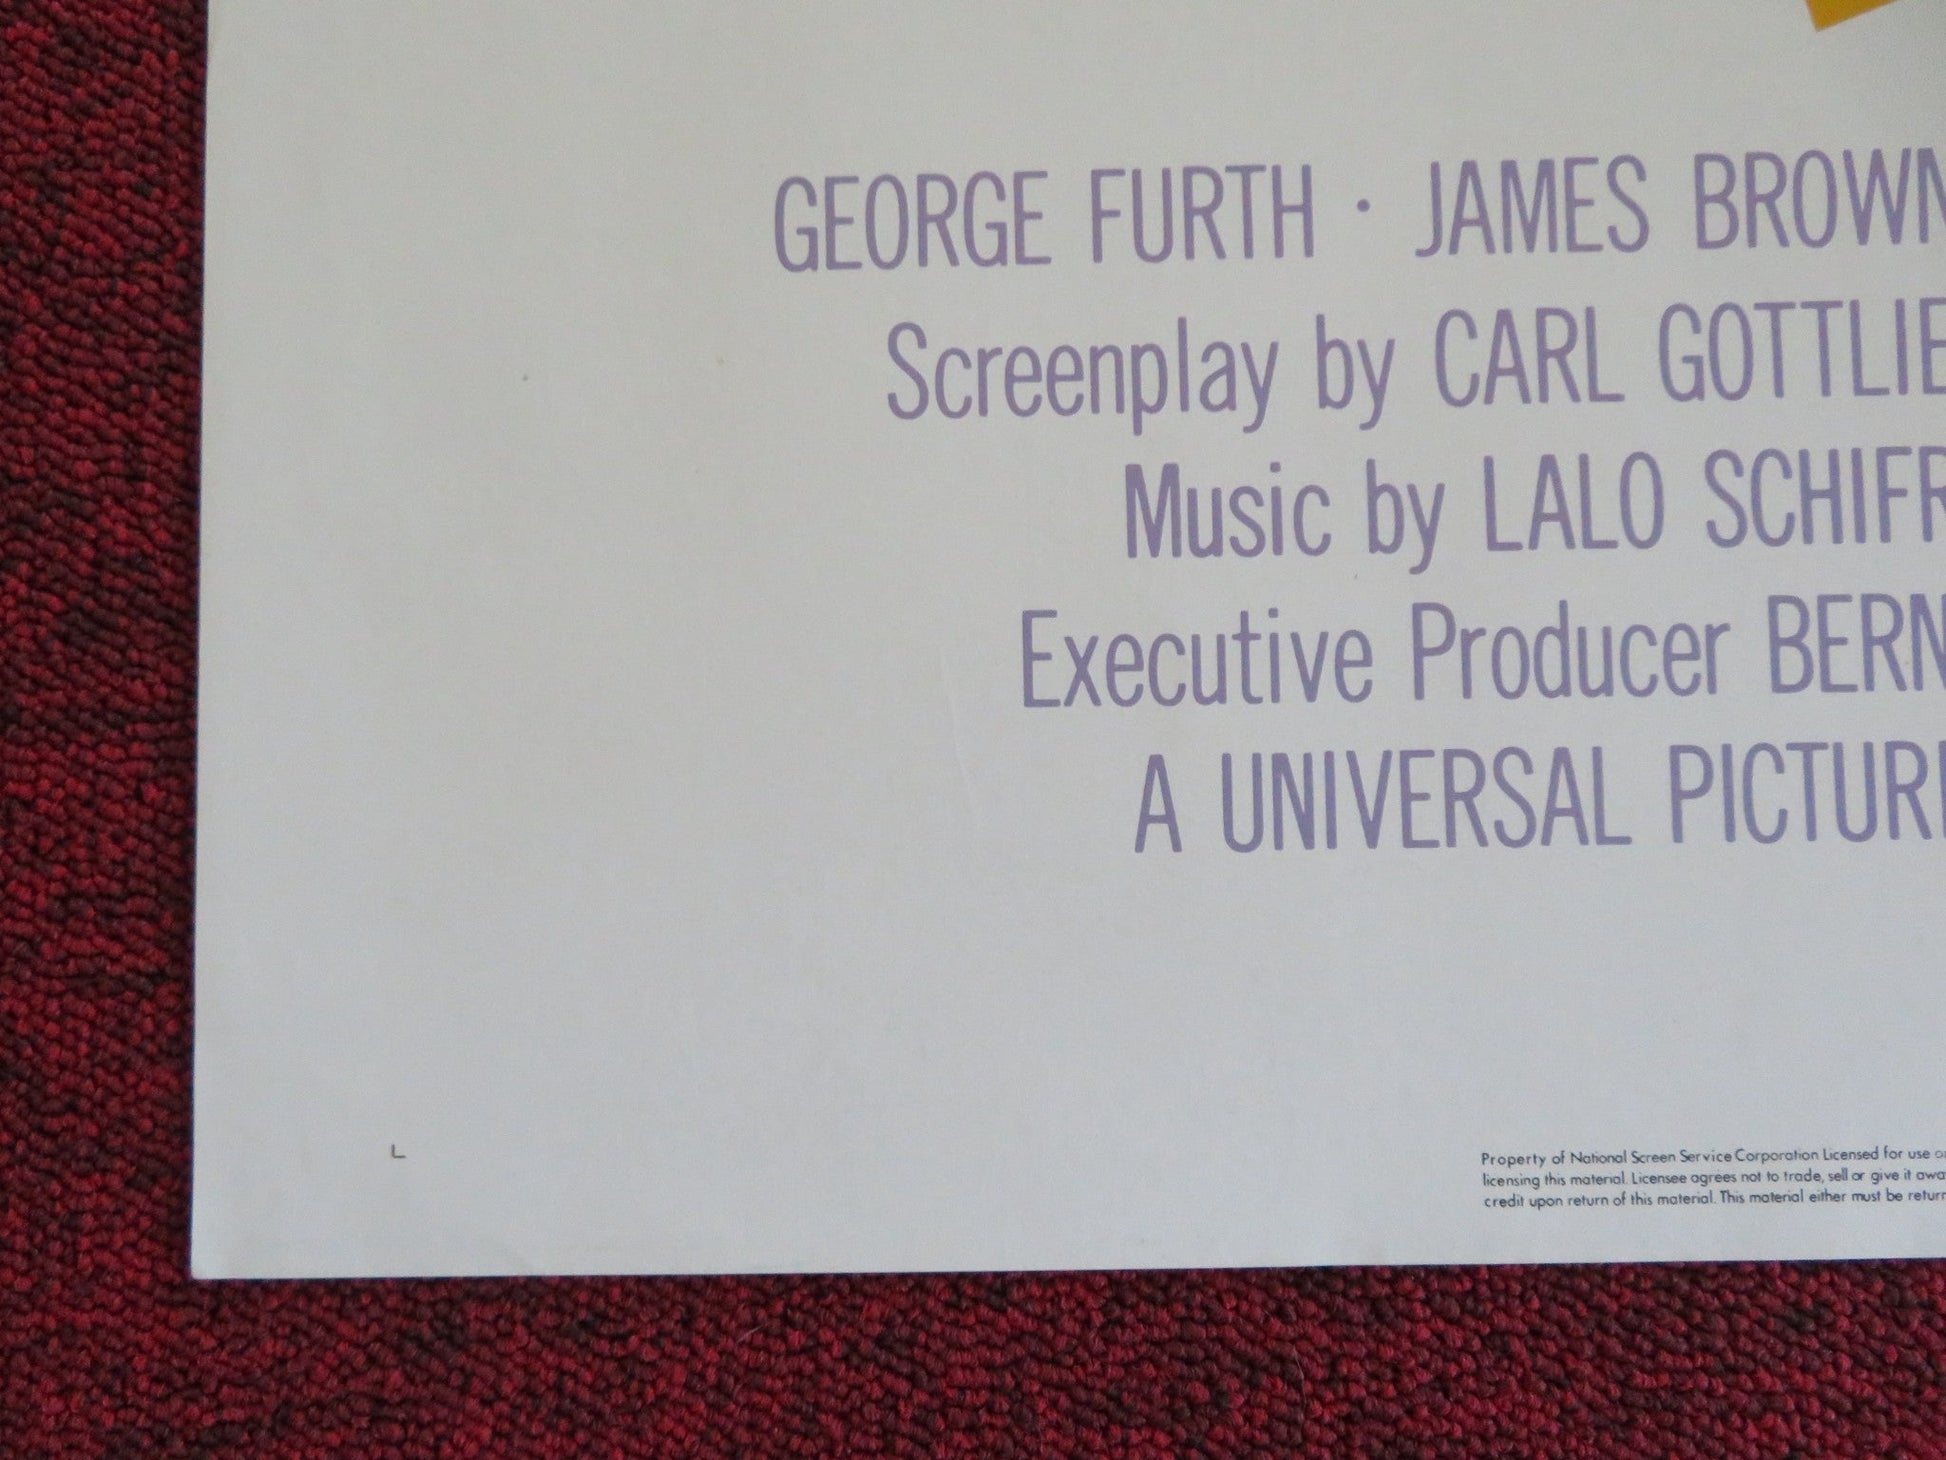 GEORGE FURTH · JAMES BROWN
Screenplay by CARL GOTTLIE
Music by LALO SCHIFR
Executive Producer BERN
A UNIVERSAL PICTUR
L
Property of National Screen Service Corporation Licensed for use
licensing this material. Licensee agrees not to trade, sell or give it awa
credit upon return of this material. This material either must be return